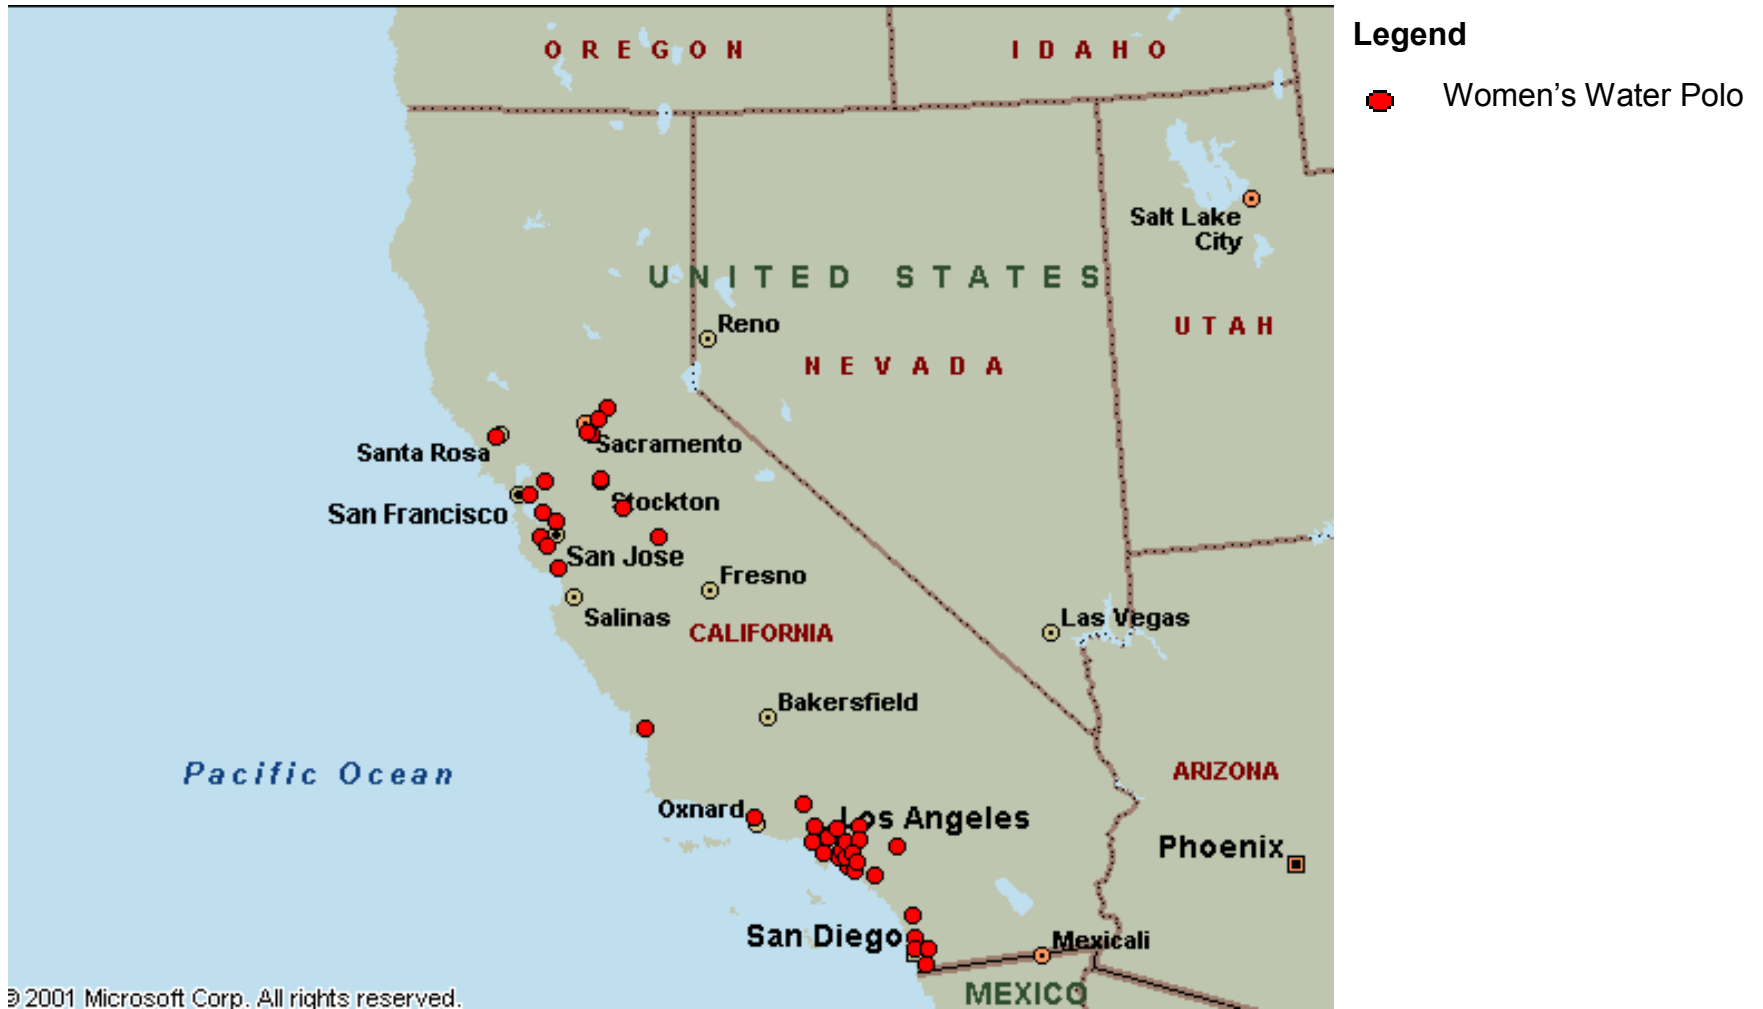 OREGON
IDAHO
Legend
Women's Water Polo
Salt Lake
City
UNITED STATES
Reno
UTAH
NEVADA
Sacramento
Santa Rosa
Stockton
San Francisco
San Jose
Fresno
Salinas
Las Vegas
CALIFORNIA
Bakersfield
Pacific Ocean
ARIZONA
Oxnard
Los Angeles
Phoenix
San Diego
Mexicali
MEXICO
© 2001 Microsoft Corp. All rights reserved.